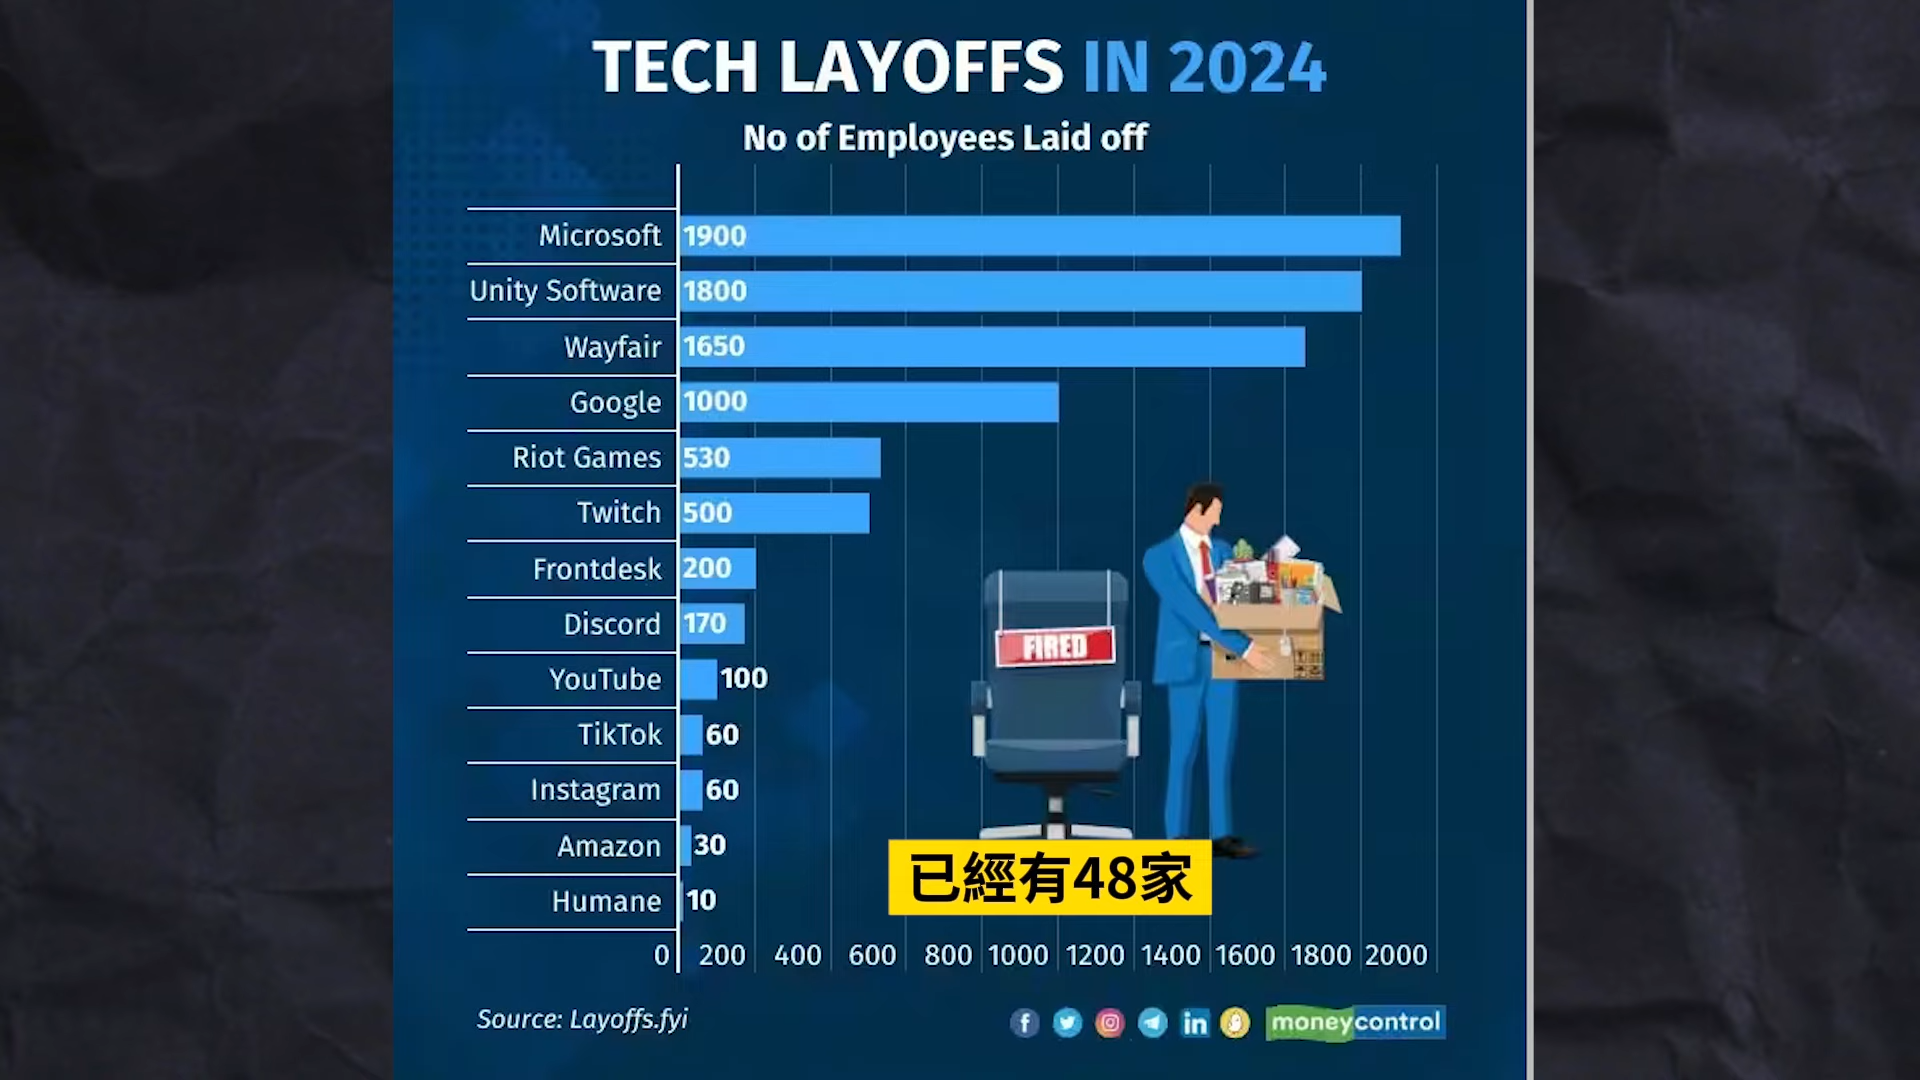 TECH LAYOFFS IN 2024
No of Employees Laid off
Microsoft 1900
Unity Software 1800
Wayfair 1650
Google 1000
Riot Games 530
Twitch 500
Frontdesk 200
Discord 170
YouTube 100
TikTok 60
Instagram 60
Amazon 30
Humane 10
FIRED
已經有48家
0 200 400 600 800 1000 1200 1400 1600 1800 2000
Source: Layoffs.fyi
moneycontrol